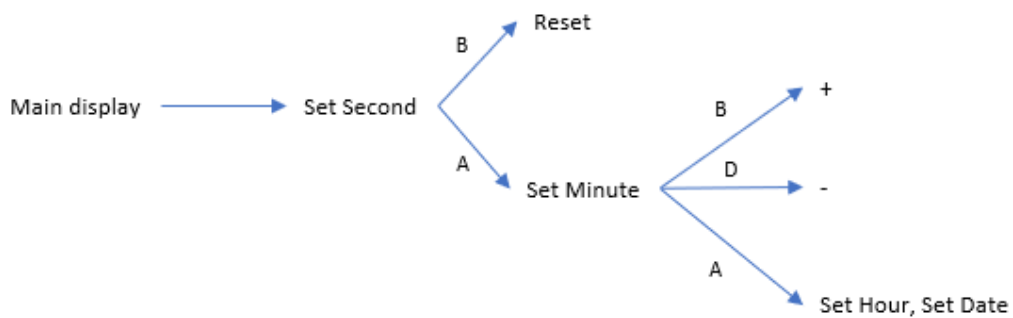 Reset
B
Main display
Set Second
+
B
A
D
Set Minute
-
A
Set Hour, Set Date